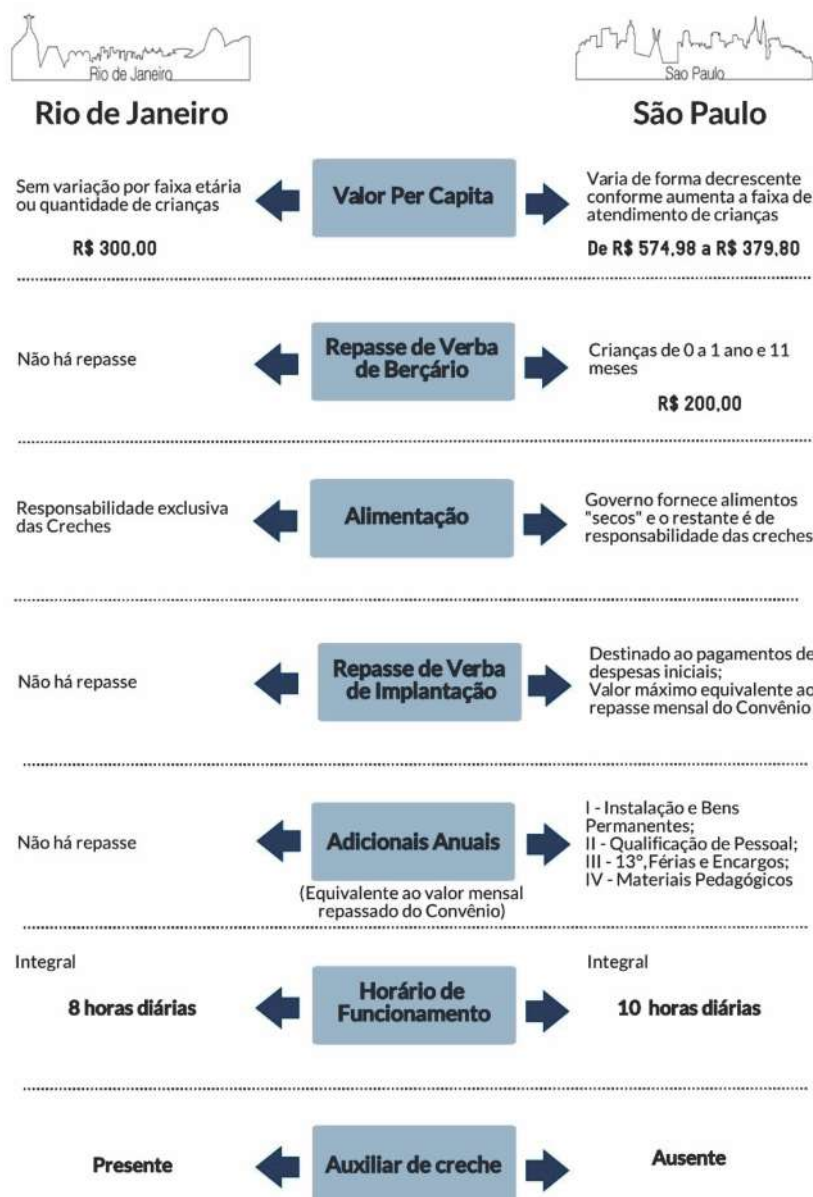 Rio de Janeiro
Sao Paulo
Rio de Janeiro
São Paulo
Sem variação por faixa etária
ou quantidade de crianças
R$ 300,00
Valor Per Capita
Varia de forma decrescente
conforme aumenta a faixa de
atendimento de crianças
De R$ 574,98 a R$ 379,80
Não há repasse
Repasse de Verba
de Berçário
Crianças de 0 a 1 ano e 11
meses
R$ 200,00
Responsabilidade exclusiva
das Creches
Alimentação
Governo fornece alimentos
"secos" e o restante é de
responsabilidade das creches
Não há repasse
Repasse de Verba
de Implantação
Destinado ao pagamentos de
despesas iniciais;
Valor máximo equivalente ao
repasse mensal do Convênio
Não há repasse
Adicionais Anuais
(Equivalente ao valor mensal
repassado do Convênio)
I - Instalação e Bens
Permanentes;
II - Qualificação de Pessoal;
III - 13º, Férias e Encargos;
IV - Materiais Pedagógicos
Integral
8 horas diárias
Horário de
Funcionamento
Integral
10 horas diárias
Presente
Auxiliar de creche
Ausente